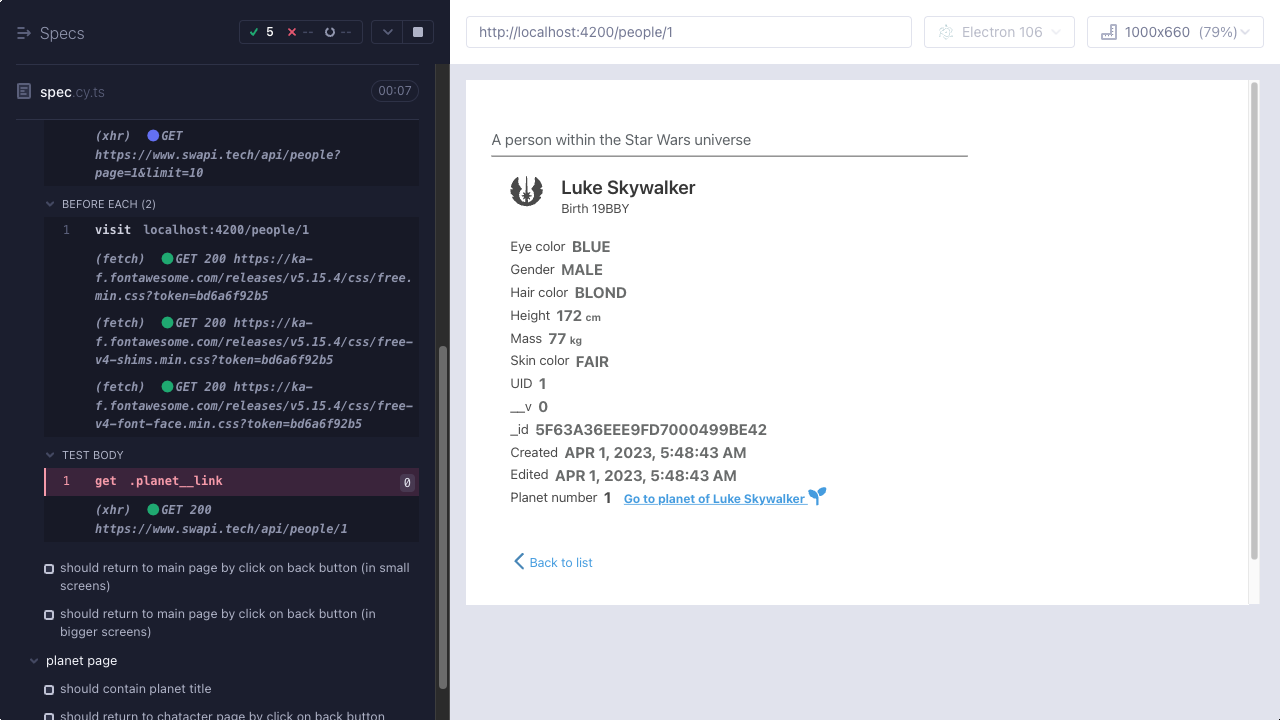 Specs
5 -- --
spec.cy.ts 00:07
(xhr) GET
https://www.swapi.tech/api/people?
page=1&limit=10
BEFORE EACH (2)
1 visit localhost:4200/people/1
(fetch) GET 200 https://ka-
f.fontawesome.com/releases/v5.15.4/css/free.
min.css?token=bd6a6f92b5
(fetch) GET 200 https://ka-
f.fontawesome.com/releases/v5.15.4/css/free-
v4-shims.min.css?token=bd6a6f92b5
(fetch) GET 200 https://ka-
f.fontawesome.com/releases/v5.15.4/css/free-
v4-font-face.min.css?token=bd6a6f92b5
TEST BODY
1 get .planet__link 0
(xhr) GET 200
https://www.swapi.tech/api/people/1
should return to main page by click on back button (in small
screens)
should return to main page by click on back button (in
bigger screens)
planet page
should contain planet title
should return to chatacter page by click on back button
http://localhost:4200/people/1
Electron 106
1000x660 (79%)
A person within the Star Wars universe
Luke Skywalker
Birth 19BBY
Eye color BLUE
Gender MALE
Hair color BLOND
Height 172 cm
Mass 77 kg
Skin color FAIR
UID 1
__v 0
_id 5F63A36EEE9FD7000499BE42
Created APR 1, 2023, 5:48:43 AM
Edited APR 1, 2023, 5:48:43 AM
Planet number 1 Go to planet of Luke Skywalker
Back to list